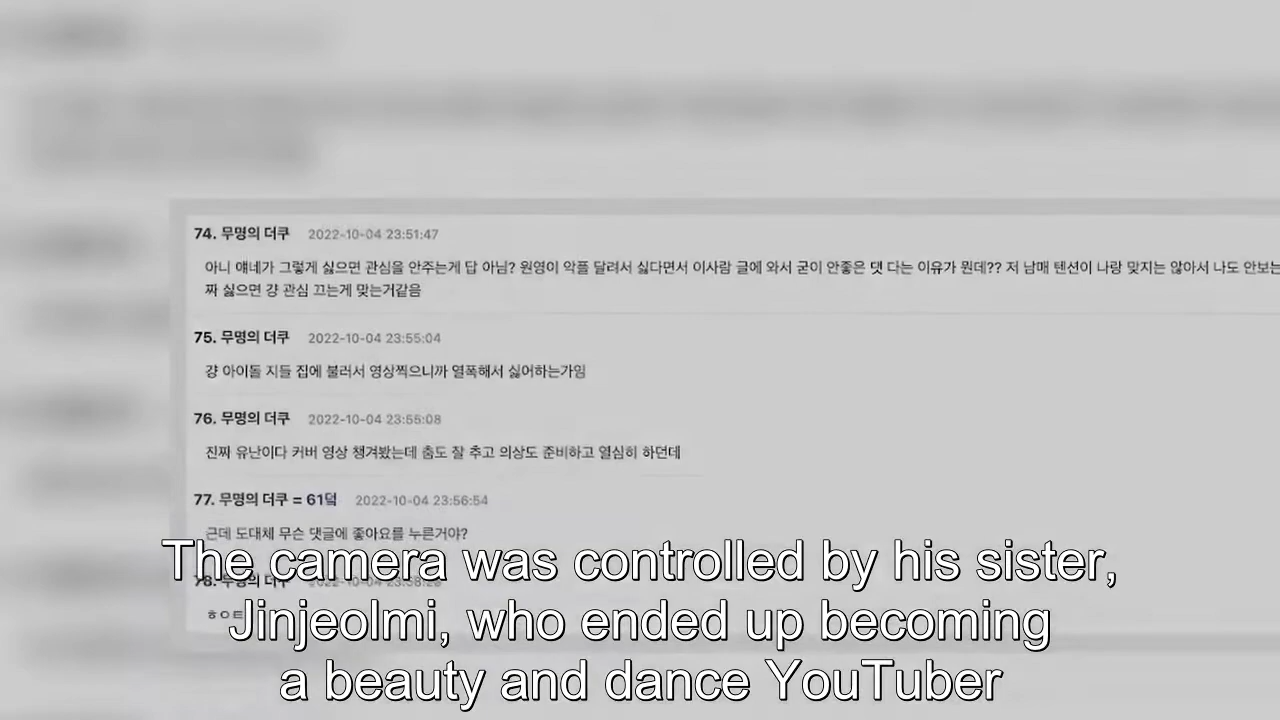 74. 무명의 더쿠 2022-10-04 23:51:47
아니 얘네가 그렇게 싫으면 관심을 안주는게 답 아님? 원영이 악플 달려서 싫다면서 이사람 글에 와서 굳이 안좋은 댓 다는 이유가 뭔데?? 저 남매 텐션이 나랑 맞지는 않아서 나도 안보는
짜 싫으면 걍 관심 끄는게 맞는거같음
75. 무명의 더쿠 2022-10-04 23:55:04
걍 아이돌 지들 집에 불러서 영상찍으니까 열폭해서 싫어하는가임
76. 무명의 더쿠 2022-10-04 23:55:08
진짜 유난이다 커버 영상 챙겨봤는데 춤도 잘 추고 의상도 준비하고 열심히 하던데
77. 무명의 더쿠 = 61덬 2022-10-04 23:56:54
근데 도대체 무슨 댓글에 좋아요를 누른거야?
78. 무명의 더쿠
ㅎㅇㅌ
The camera was controlled by his sister,
Jinjeolmi, who ended up becoming
a beauty and dance YouTuber